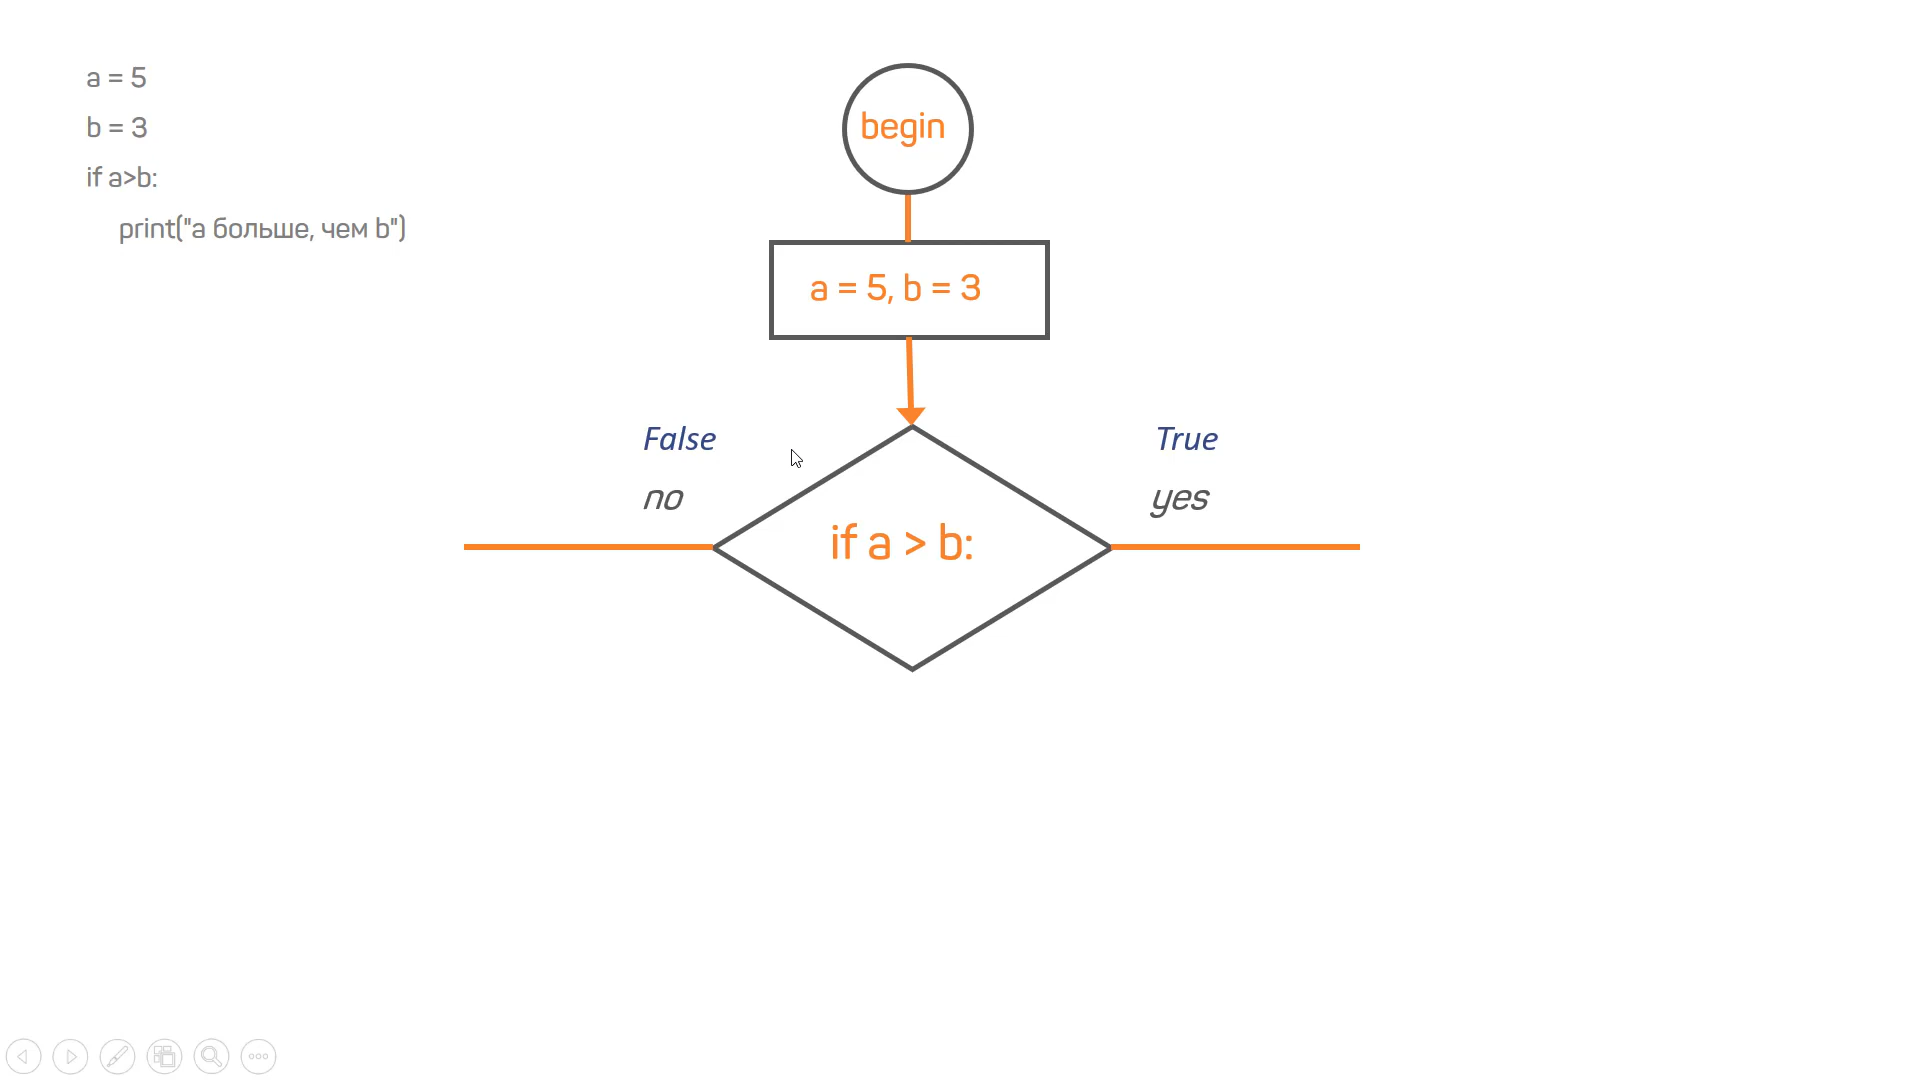 a = 5
b = 3
if a>b:
print("a больше, чем b")
begin
a = 5, b = 3
False
True
no
yes
if a > b: